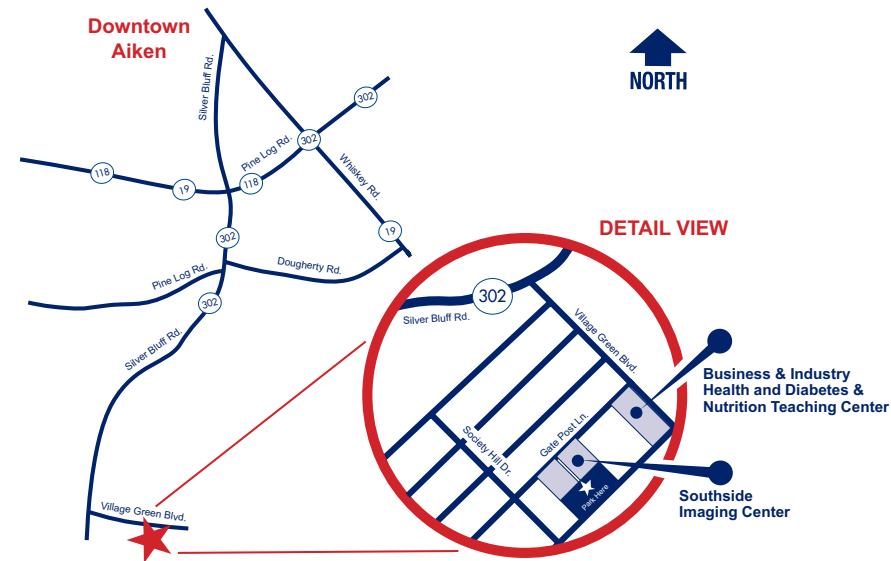 Downtown
Aiken
NORTH
Silver Bluff Rd.
302
Pine Log Rd.
302
118
19
118
Whiskey Rd.
19
302
Dougherty Rd.
Pine Log Rd.
302
Silver Bluff Rd.
Village Green Blvd.
DETAIL VIEW
302
Silver Bluff Rd.
Village Green Blvd.
Business & Industry
Health and Diabetes &
Nutrition Teaching Center
Gate Post Ln.
Society Hill Dr.
Park Here
Southside
Imaging Center